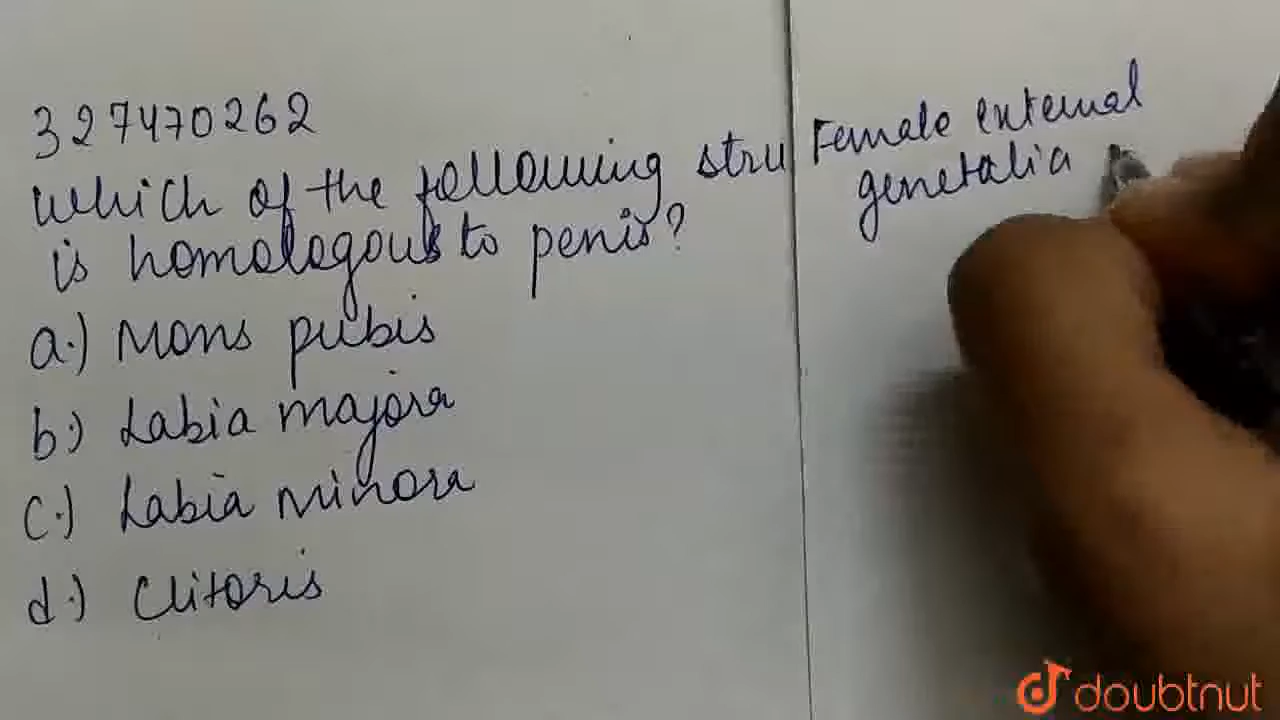 327470262
which of the following stru
is homologous to penis?
a.) Mons pubis
b.) Labia majora
c.) Labia minora
d.) Clitoris
Female external
genetalia
doubtnut